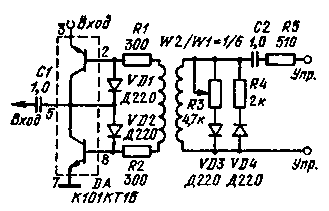 3 Вход
R1
300
W2/W1=1/6
C2
1,0
R5
510
Упр.
2
C1
1,0
5
Вход
VD1
Д220
VD2
Д220
R3
4,7к
R4
2к
8
R2
300
VD3
Д220
VD4
Д220
Упр.
7
DA
К101КТ1Б